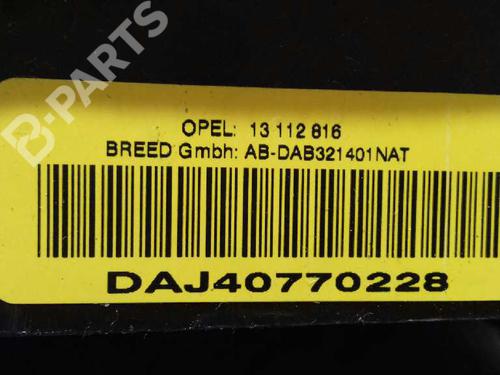 B-PARTS
OPEL: 13 112 816
BREED Gmbh: AB-DAB321401NAT
DAJ40770228